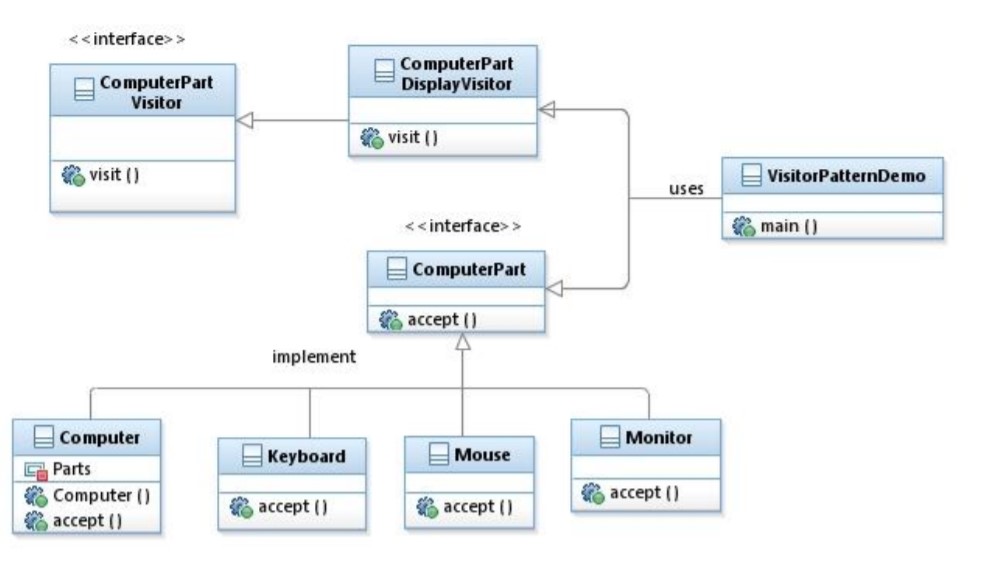 <<interface>>
ComputerPart
Visitor
visit ()
ComputerPart
DisplayVisitor
visit ()
uses
VisitorPatternDemo
main ()
<<interface>>
ComputerPart
accept ()
implement
Computer
Parts
Computer ()
accept ()
Keyboard
accept ()
Mouse
accept ()
Monitor
accept ()